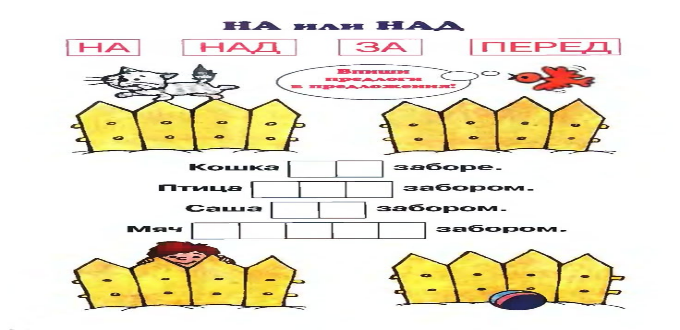 НА или НАД
НА НАД ЗА ПЕРЕД
Впиши
предлоги
в предложения!
Кошка заборе.
Птица забором.
Саша забором.
Мяч забором.